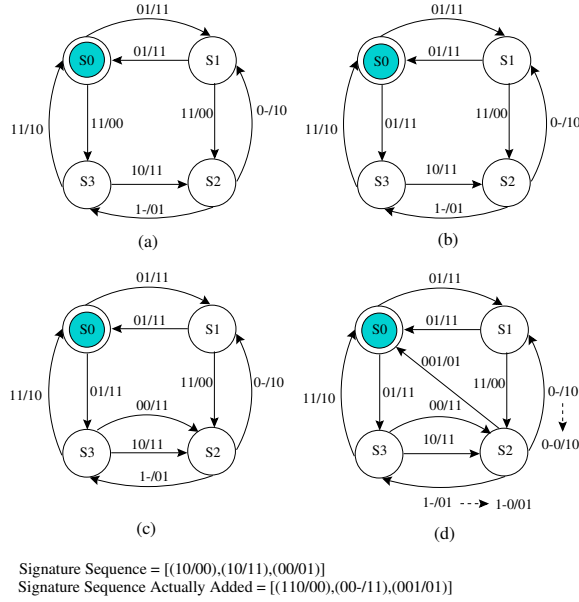 01/11
S0
01/11
S1
11/10
11/00
11/00
0-/10
S3
10/11
S2
1-/01
(a)
01/11
S0
01/11
S1
11/10
01/11
11/00
0-/10
S3
10/11
S2
1-/01
(b)
01/11
S0
01/11
S1
11/10
01/11
11/00
0-/10
00/11
S3
10/11
S2
1-/01
(c)
01/11
S0
01/11
S1
001/01
11/10
01/11
11/00
0-/10
00/11
0-0/10
S3
10/11
S2
1-/01
1-0/01
(d)
Signature Sequence = [(10/00),(10/11),(00/01)]
Signature Sequence Actually Added = [(110/00),(00-/11),(001/01)]